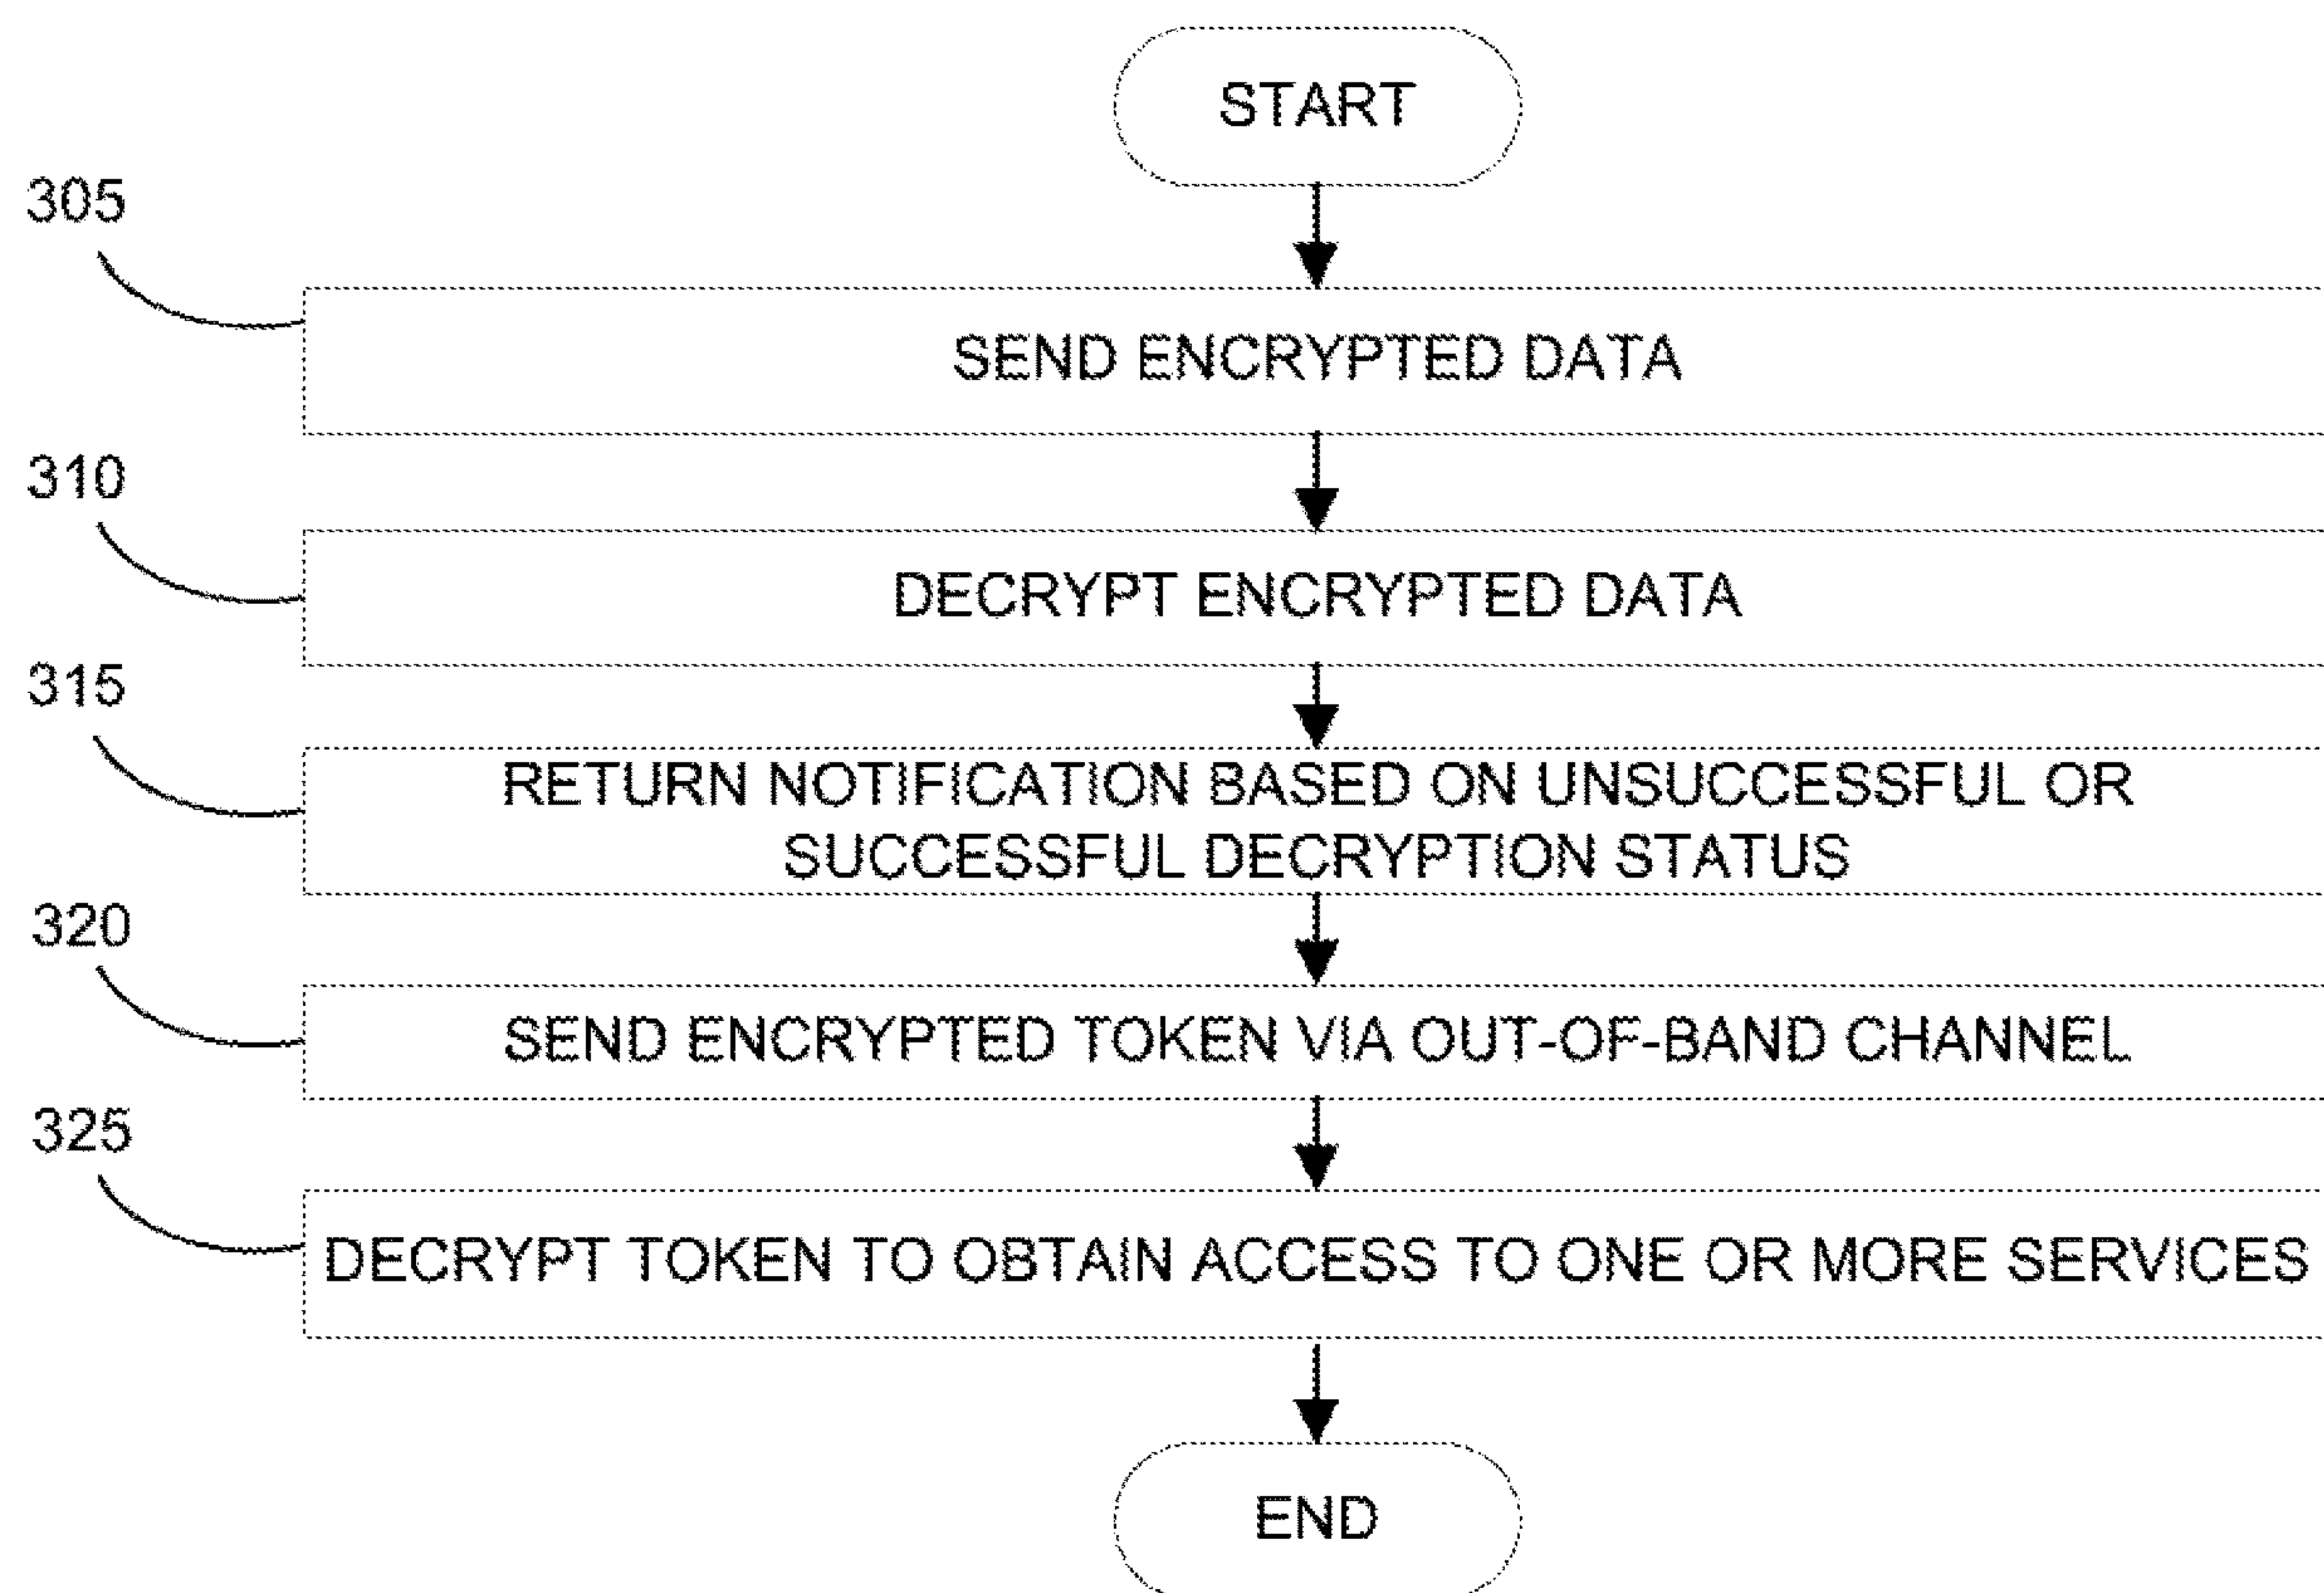 START
305
SEND ENCRYPTED DATA
310
DECRYPT ENCRYPTED DATA
315
RETURN NOTIFICATION BASED ON UNSUCCESSFUL OR
SUCCESSFUL DECRYPTION STATUS
320
SEND ENCRYPTED TOKEN VIA OUT-OF-BAND CHANNEL
325
DECRYPT TOKEN TO OBTAIN ACCESS TO ONE OR MORE SERVICES
END